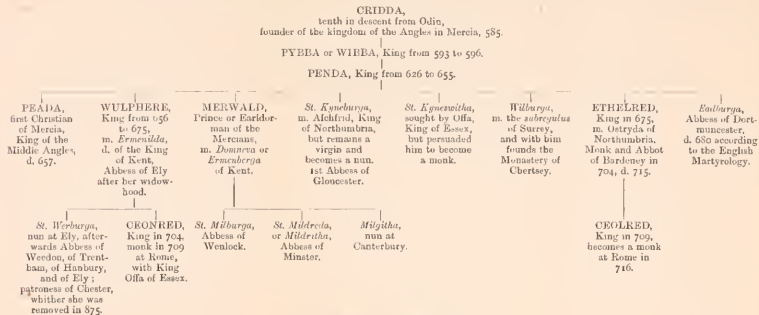 CRIDDA,
tenth in descent from Odin,
founder of the kingdom of the Angles in Mercia, 585.
PYBBA or WIBBA, King from 593 to 596.
PENDA, King from 626 to 655.
PEADA,
first Christian
of Mercia,
King of the
Middle Angles,
d. 657.
WULPHERE,
King from 656
to 675,
m. Ermenilda,
d. of the King
of Kent,
Abbess of Ely
after her widow-
hood.
MERWALD,
Prince or Earldor-
man of the
Mercians,
m. Domneva or
Ermenberga
of Kent.
St. Kyneburga,
m. Alchfrid, King
of Northumbria,
but remains a
virgin and
becomes a nun.
1st Abbess of
Gloucester.
St. Kyneswitha,
sought by Offa,
King of Essex,
but persuaded
him to become
a monk.
Wilburga,
m. the subregulus
of Surrey,
and with him
founds the
Monastery of
Chertsey.
ETHELRED,
King in 675,
m. Ostryda of
Northumbria.
Monk and Abbot
of Bardeney in
704, d. 715.
Eadburga,
Abbess of Dort-
muncester,
d. 680 according
to the English
Martyrology.
St. Werburga,
nun at Ely, after-
wards Abbess of
Weedon, of Trent-
ham, of Hanbury,
and of Ely ;
patroness of Chester,
whither she was
removed in 875.
CEONRED,
King in 704,
monk in 709
at Rome,
with King
Offa of Essex.
St. Milburga,
Abbess of
Wenlock.
St. Mildreda,
or Mildritha,
Abbess of
Minster.
Milgitha,
nun at
Canterbury.
CEOLRED,
King in 709,
becomes a monk
at Rome in
716.